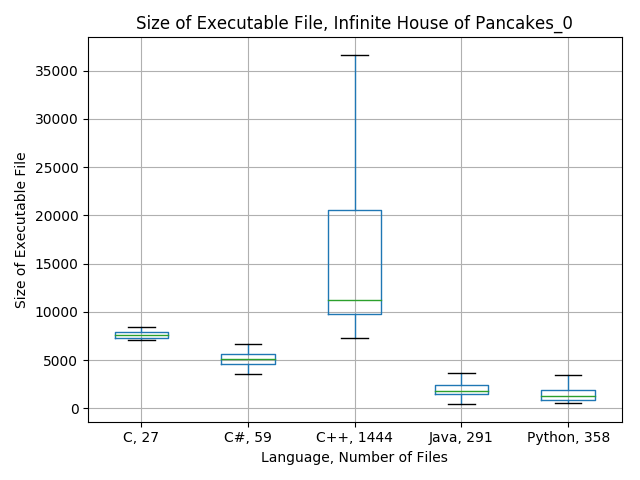 Size of Executable File, Infinite House of Pancakes_0
35000
30000
25000
20000
15000
10000
5000
0
Size of Executable File
C, 27
C#, 59
C++, 1444
Java, 291
Python, 358
Language, Number of Files